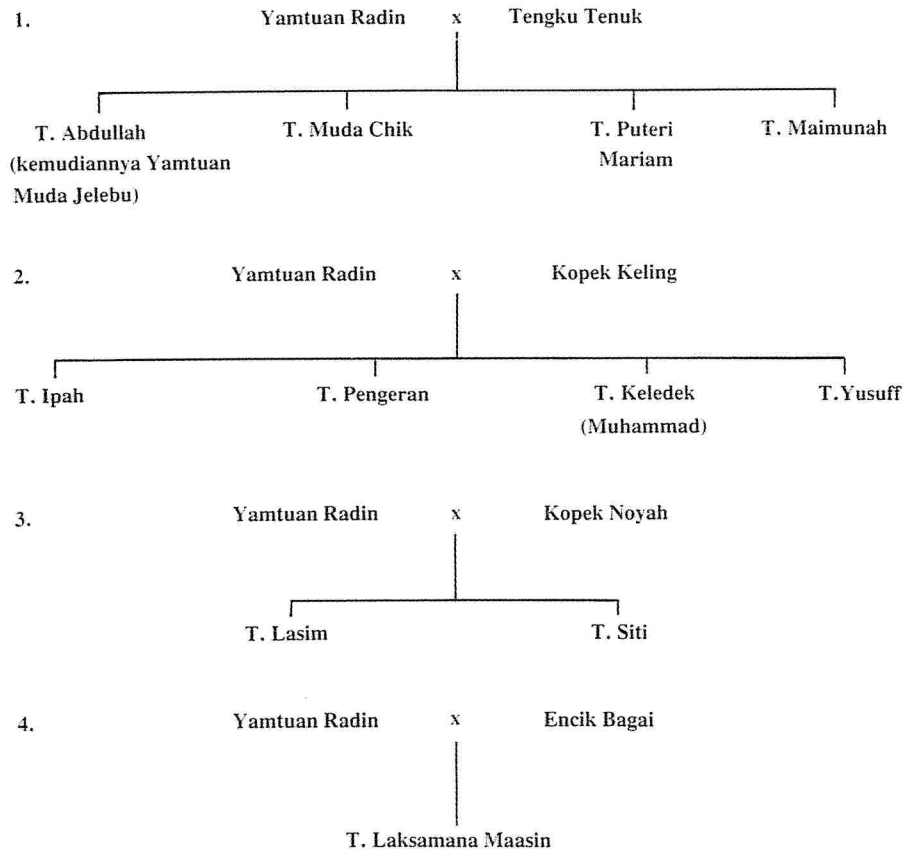 1. Yamtuan Radin x Tengku Tenuk
T. Abdullah T. Muda Chik T. Puteri T. Maimunah
(kemudiannya Yamtuan Mariam
Muda Jelebu)
2. Yamtuan Radin x Kopek Keling
T. Ipah T. Pengeran T. Keledek T.Yusuff
(Muhammad)
3. Yamtuan Radin x Kopek Noyah
T. Lasim T. Siti
4. Yamtuan Radin x Encik Bagai
T. Laksamana Maasin